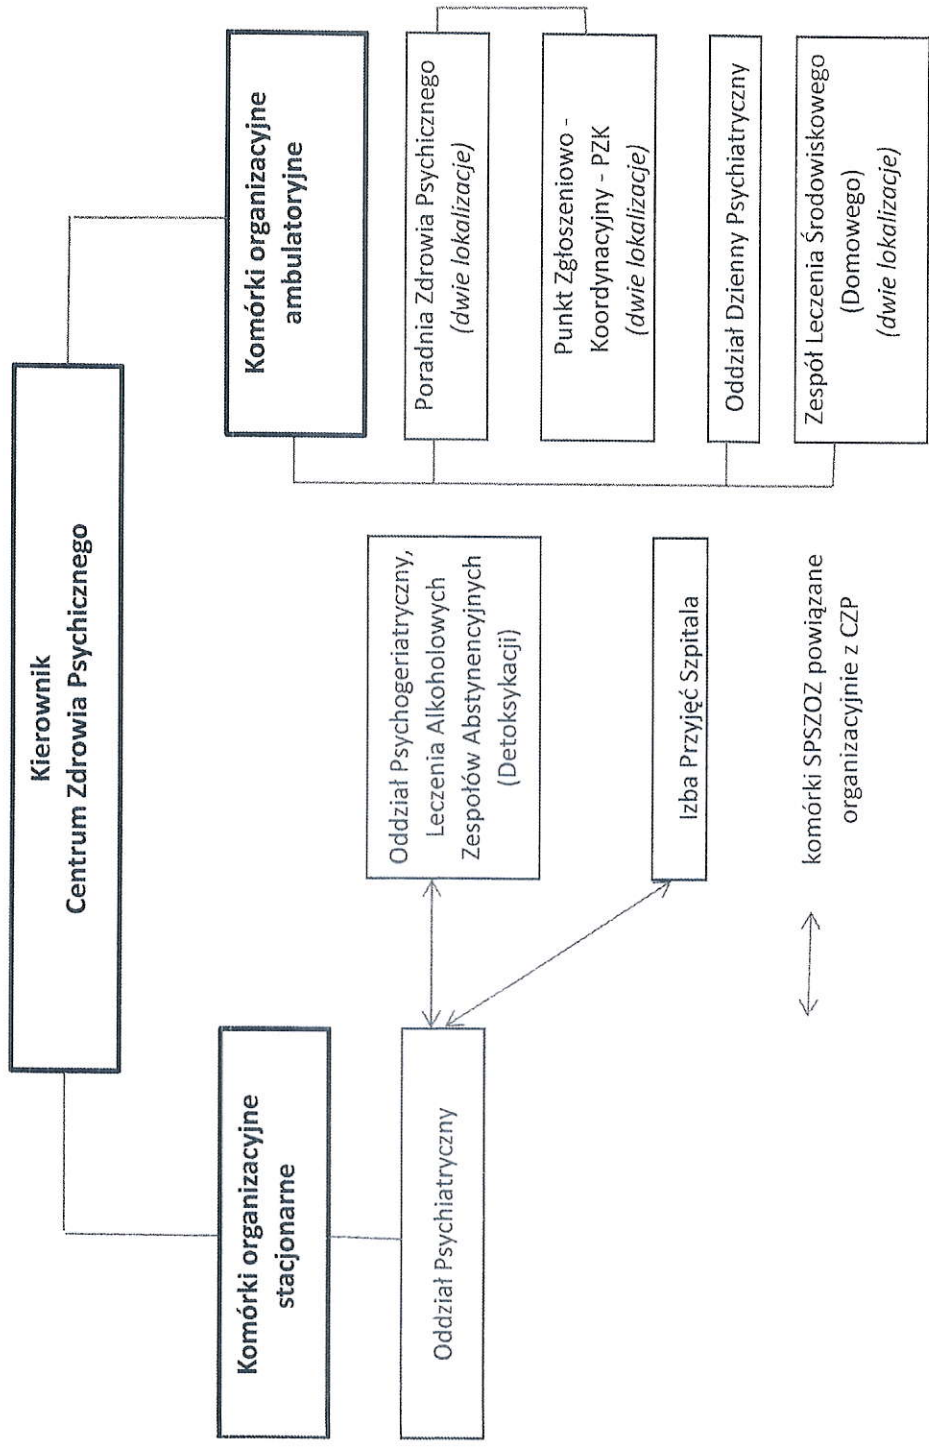 Kierownik
Centrum Zdrowia Psychicznego
Komórki organizacyjne
stacjonarne
Oddział Psychiatryczny
Oddział Psychogeriatryczny,
Leczenia Alkoholowych
Zespołów Abstynencyjnych
(Detoksykacji)
Izba Przyjęć Szpitala
komórki SPSZOZ powiązane
organizacyjnie z CZP
Komórki organizacyjne
ambulatoryjne
Poradnia Zdrowia Psychicznego
(dwie lokalizacje)
Punkt Zgłoszeniowo -
Koordynacyjny - PZK
(dwie lokalizacje)
Oddział Dzienny Psychiatryczny
Zespół Leczenia Środowiskowego
(Domowego)
(dwie lokalizacje)